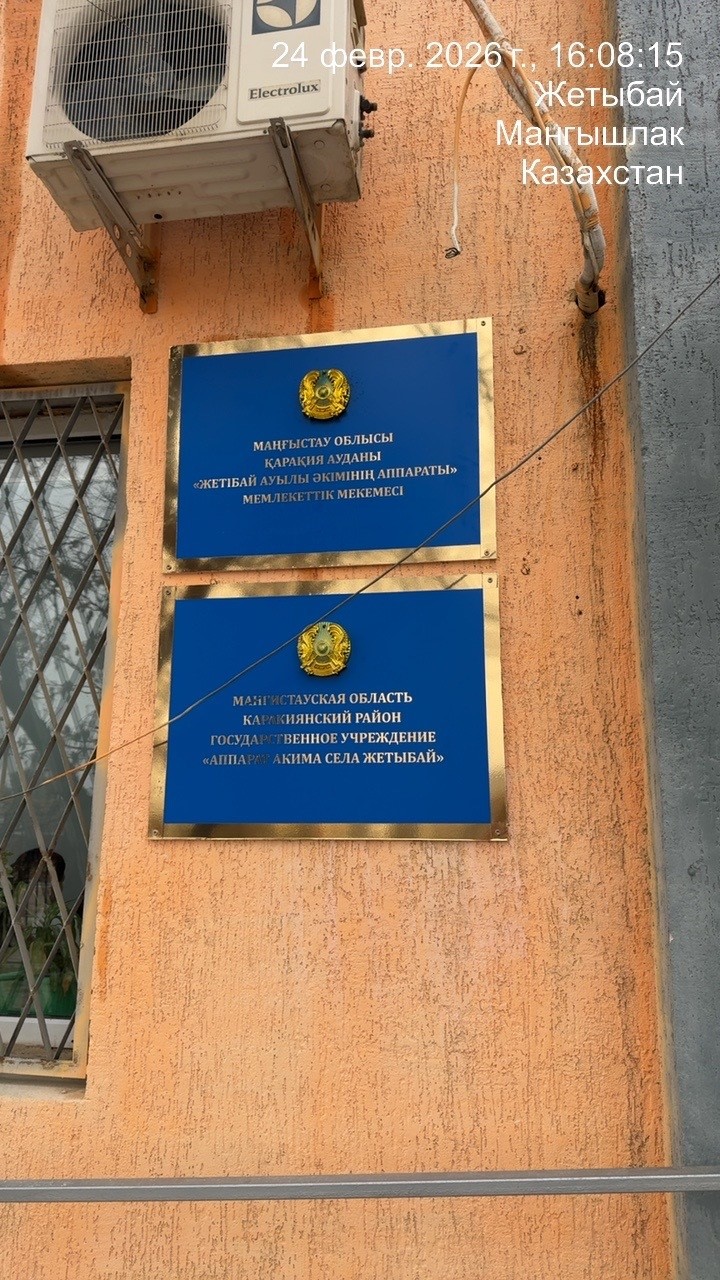 24 февр. 2026 г., 16:08:15
Жетыбай
Мангышлак
Казахстан
Electrolux
МАҢҒЫСТАУ ОБЛЫСЫ
ҚАРАҚИЯ АУДАНЫ
«ЖЕТІБАЙ АУЫЛЫ ӘКІМІНІҢ АППАРАТЫ»
МЕМЛЕКЕТТІК МЕКЕМЕСІ
МАНГИСТАУСКАЯ ОБЛАСТЬ
КАРАКИЯНСКИЙ РАЙОН
ГОСУДАРСТВЕННОЕ УЧРЕЖДЕНИЕ
«АППАРАТ АКИМА СЕЛА ЖЕТЫБАЙ»